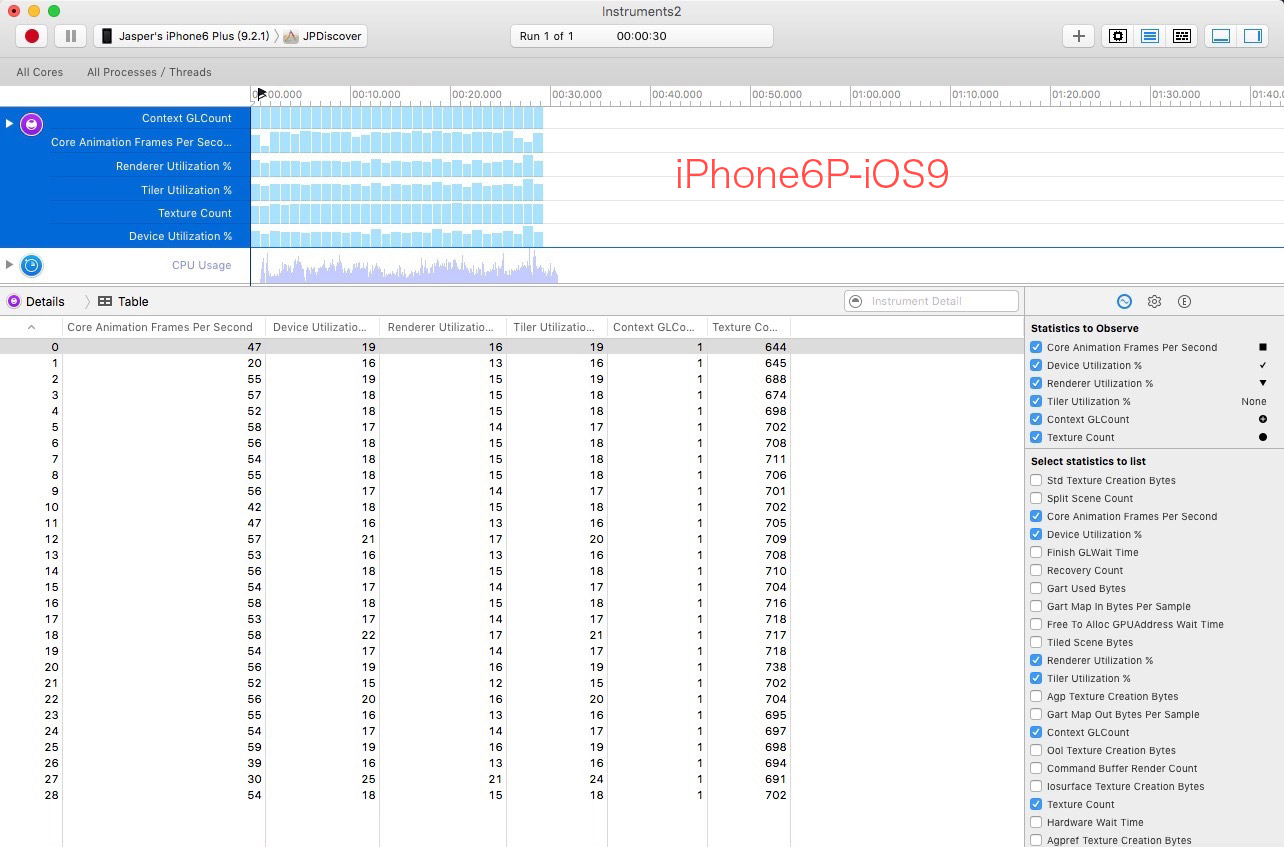 Instruments2
Jasper's iPhone6 Plus (9.2.1) JPDiscover
Run 1 of 1 00:00:30
All Cores All Processes / Threads
00:10.000 00:20.000 00:30.000 00:40.000 00:50.000 01:00.000 01:10.000 01:20.000 01:30.000
Context GLCount
Core Animation Frames Per Seco...
Renderer Utilization %
Tiler Utilization %
Texture Count
Device Utilization %
iPhone6P-iOS9
CPU Usage
Details Table Instrument Detail E
Core Animation Frames Per Second Device Utilizatio... Renderer Utilizatio... Tiler Utilizatio... Context GLCo... Texture Co...
0 47 19 16 19 1 644
1 20 16 13 16 1 645
2 55 19 15 19 1 688
3 57 18 15 18 1 674
4 52 18 15 18 1 698
5 58 17 14 17 1 702
6 56 18 15 18 1 708
7 54 18 15 18 1 711
8 55 18 15 18 1 706
9 56 17 14 17 1 701
10 42 18 15 18 1 702
11 47 16 13 16 1 705
12 57 21 17 20 1 709
13 53 16 13 16 1 708
14 56 18 15 18 1 710
15 54 17 14 17 1 704
16 58 18 15 18 1 716
17 53 17 14 17 1 718
18 58 22 17 21 1 717
19 54 17 14 17 1 718
20 56 19 16 19 1 738
21 52 15 12 15 1 702
22 56 20 16 20 1 704
23 55 16 13 16 1 695
24 54 17 14 17 1 697
25 59 19 16 19 1 698
26 39 16 13 16 1 694
27 30 25 21 24 1 691
28 54 18 15 18 1 702
Statistics to Observe
Core Animation Frames Per Second
Device Utilization %
Renderer Utilization %
Tiler Utilization % None
Context GLCount
Texture Count
Select statistics to list
Std Texture Creation Bytes
Split Scene Count
Core Animation Frames Per Second
Device Utilization %
Finish GLWait Time
Recovery Count
Gart Used Bytes
Gart Map In Bytes Per Sample
Free To Alloc GPUAddress Wait Time
Tiled Scene Bytes
Renderer Utilization %
Tiler Utilization %
Agp Texture Creation Bytes
Gart Map Out Bytes Per Sample
Context GLCount
Ool Texture Creation Bytes
Command Buffer Render Count
Iosurface Texture Creation Bytes
Texture Count
Hardware Wait Time
Agpref Texture Creation Bytes